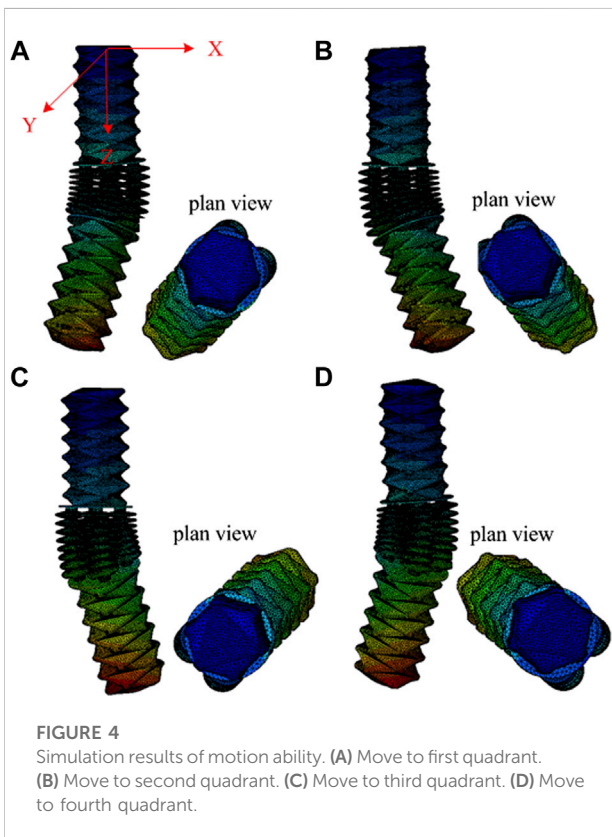 A
X
Y
Z
plan view
B
plan view
C
plan view
D
plan view
FIGURE 4
Simulation results of motion ability. (A) Move to first quadrant.
(B) Move to second quadrant. (C) Move to third quadrant. (D) Move
to fourth quadrant.